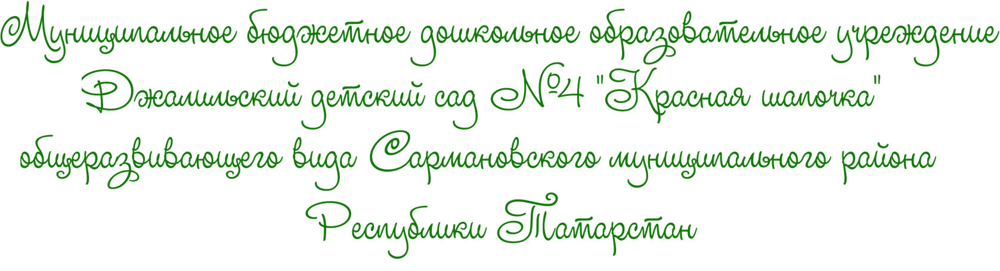 Муниципальное бюджетное дошкольное образовательное учреждение
Джалильский детский сад №4 "Красная шапочка"
общеразвивающего вида Сармановского муниципального района
Республики Татарстан